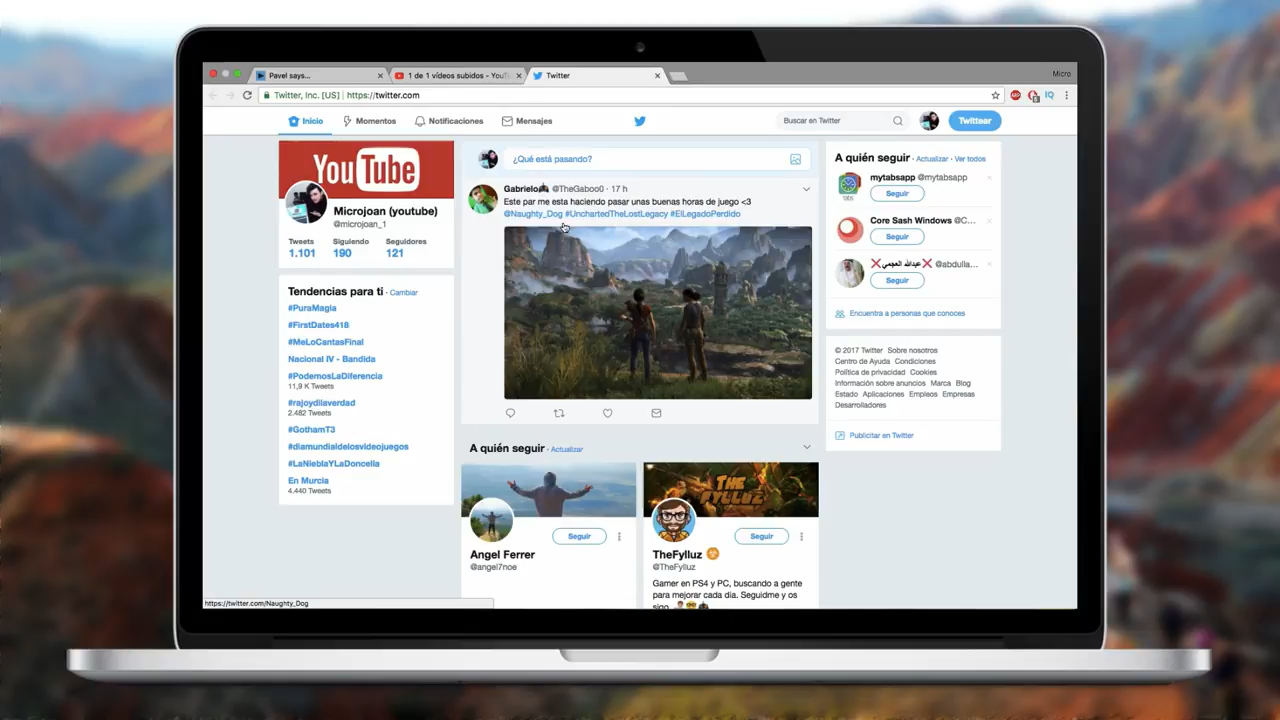 Pavel says...
1 de 1 vídeos subidos - YouTu
Twitter
Micro
Twitter, Inc. [US] | https://twitter.com
ABP
IQ
Inicio
Momentos
Notificaciones
Mensajes
Buscar en Twitter
Twittear
YouTube
Microjoan (youtube)
@microjoan_1
Tweets Siguiendo Seguidores
1.101 190 121
Tendencias para ti · Cambiar
#PuraMagia
#FirstDates418
#MeLoCantasFinal
Nacional IV - Bandida
#PodemosLaDiferencia
11,9 K Tweets
#rajoydilaverdad
2.482 Tweets
#GothamT3
#diamundialdelosvideojuegos
#LaNieblaYLaDoncella
En Murcia
4.440 Tweets
¿Qué está pasando?
Gabrielo @TheGaboo0 · 17 h
Este par me esta haciendo pasar unas buenas horas de juego <3
@Naughty_Dog #UnchartedTheLostLegacy #ElLegadoPerdido
A quién seguir · Actualizar
Seguir
Angel Ferrer
@angel7noe
THE
FYLLUZ
Seguir
TheFylluz
@TheFylluz
Gamer en PS4 y PC, buscando a gente
para mejorar cada dia. Seguidme y os
sigo.
A quién seguir · Actualizar · Ver todos
mytabsapp @mytabsapp
TABS
Seguir
Core Sash Windows @C...
Seguir
❌عبدالله العجمي❌ @abdulla...
Seguir
Encuentra a personas que conoces
© 2017 Twitter Sobre nosotros
Centro de Ayuda Condiciones
Política de privacidad Cookies
Información sobre anuncios Marca Blog
Estado Aplicaciones Empleos Empresas
Desarrolladores
Publicitar en Twitter
https://twitter.com/Naughty_Dog